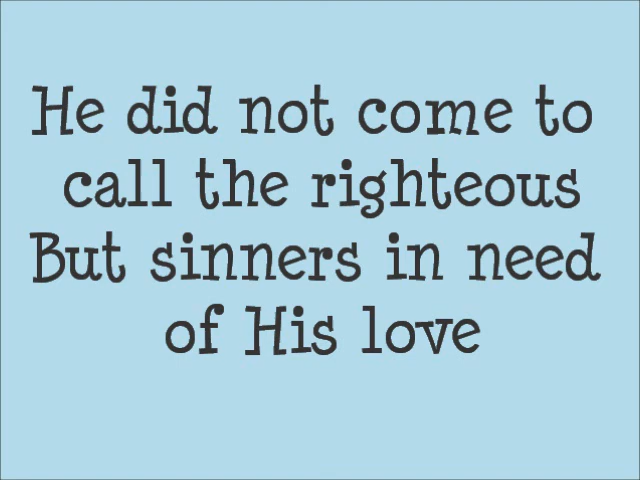 He did not come to
call the righteous
But sinners in need
of His love